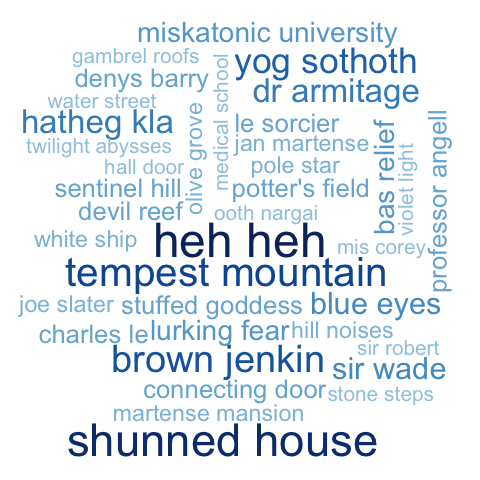 miskatonic university
gambrel roofs
yog sothoth
denys barry
medical school
dr armitage
water street
olive grove
hatheg kla
le sorcier
bas relief
violet light
professor angell
twilight abysses
jan martense
hall door
pole star
sentinel hill
potter's field
devil reef
ooth nargai
white ship
heh heh
mis corey
tempest mountain
joe slater
stuffed goddess
blue eyes
charles le
lurking fear
hill noises
sir robert
brown jenkin
sir wade
connecting door
stone steps
martense mansion
shunned house